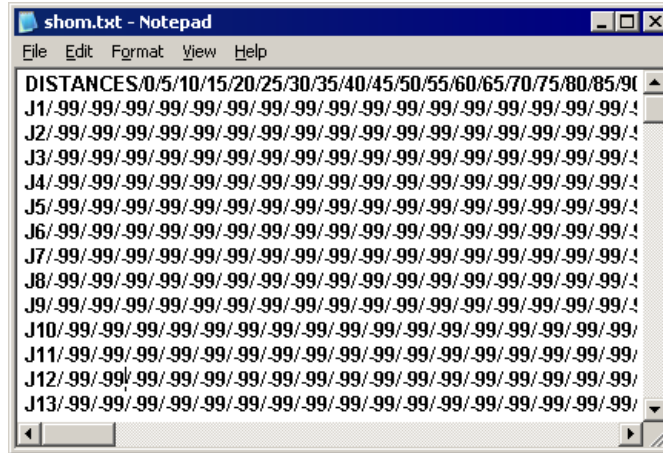 shom.txt - Notepad
File Edit Format View Help
DISTANCES/0/5/10/15/20/25/30/35/40/45/50/55/60/65/70/75/80/85/90
J1/-99/-99/-99/-99/-99/-99/-99/-99/-99/-99/-99/-99/-99/-99/-99/-99/-99/
J2/-99/-99/-99/-99/-99/-99/-99/-99/-99/-99/-99/-99/-99/-99/-99/-99/-99/
J3/-99/-99/-99/-99/-99/-99/-99/-99/-99/-99/-99/-99/-99/-99/-99/-99/-99/
J4/-99/-99/-99/-99/-99/-99/-99/-99/-99/-99/-99/-99/-99/-99/-99/-99/-99/
J5/-99/-99/-99/-99/-99/-99/-99/-99/-99/-99/-99/-99/-99/-99/-99/-99/-99/
J6/-99/-99/-99/-99/-99/-99/-99/-99/-99/-99/-99/-99/-99/-99/-99/-99/-99/
J7/-99/-99/-99/-99/-99/-99/-99/-99/-99/-99/-99/-99/-99/-99/-99/-99/-99/
J8/-99/-99/-99/-99/-99/-99/-99/-99/-99/-99/-99/-99/-99/-99/-99/-99/-99/
J9/-99/-99/-99/-99/-99/-99/-99/-99/-99/-99/-99/-99/-99/-99/-99/-99/-99/
J10/-99/-99/-99/-99/-99/-99/-99/-99/-99/-99/-99/-99/-99/-99/-99/-99/-99/
J11/-99/-99/-99/-99/-99/-99/-99/-99/-99/-99/-99/-99/-99/-99/-99/-99/-99/
J12/-99/-99/-99/-99/-99/-99/-99/-99/-99/-99/-99/-99/-99/-99/-99/-99/-99/
J13/-99/-99/-99/-99/-99/-99/-99/-99/-99/-99/-99/-99/-99/-99/-99/-99/-99/